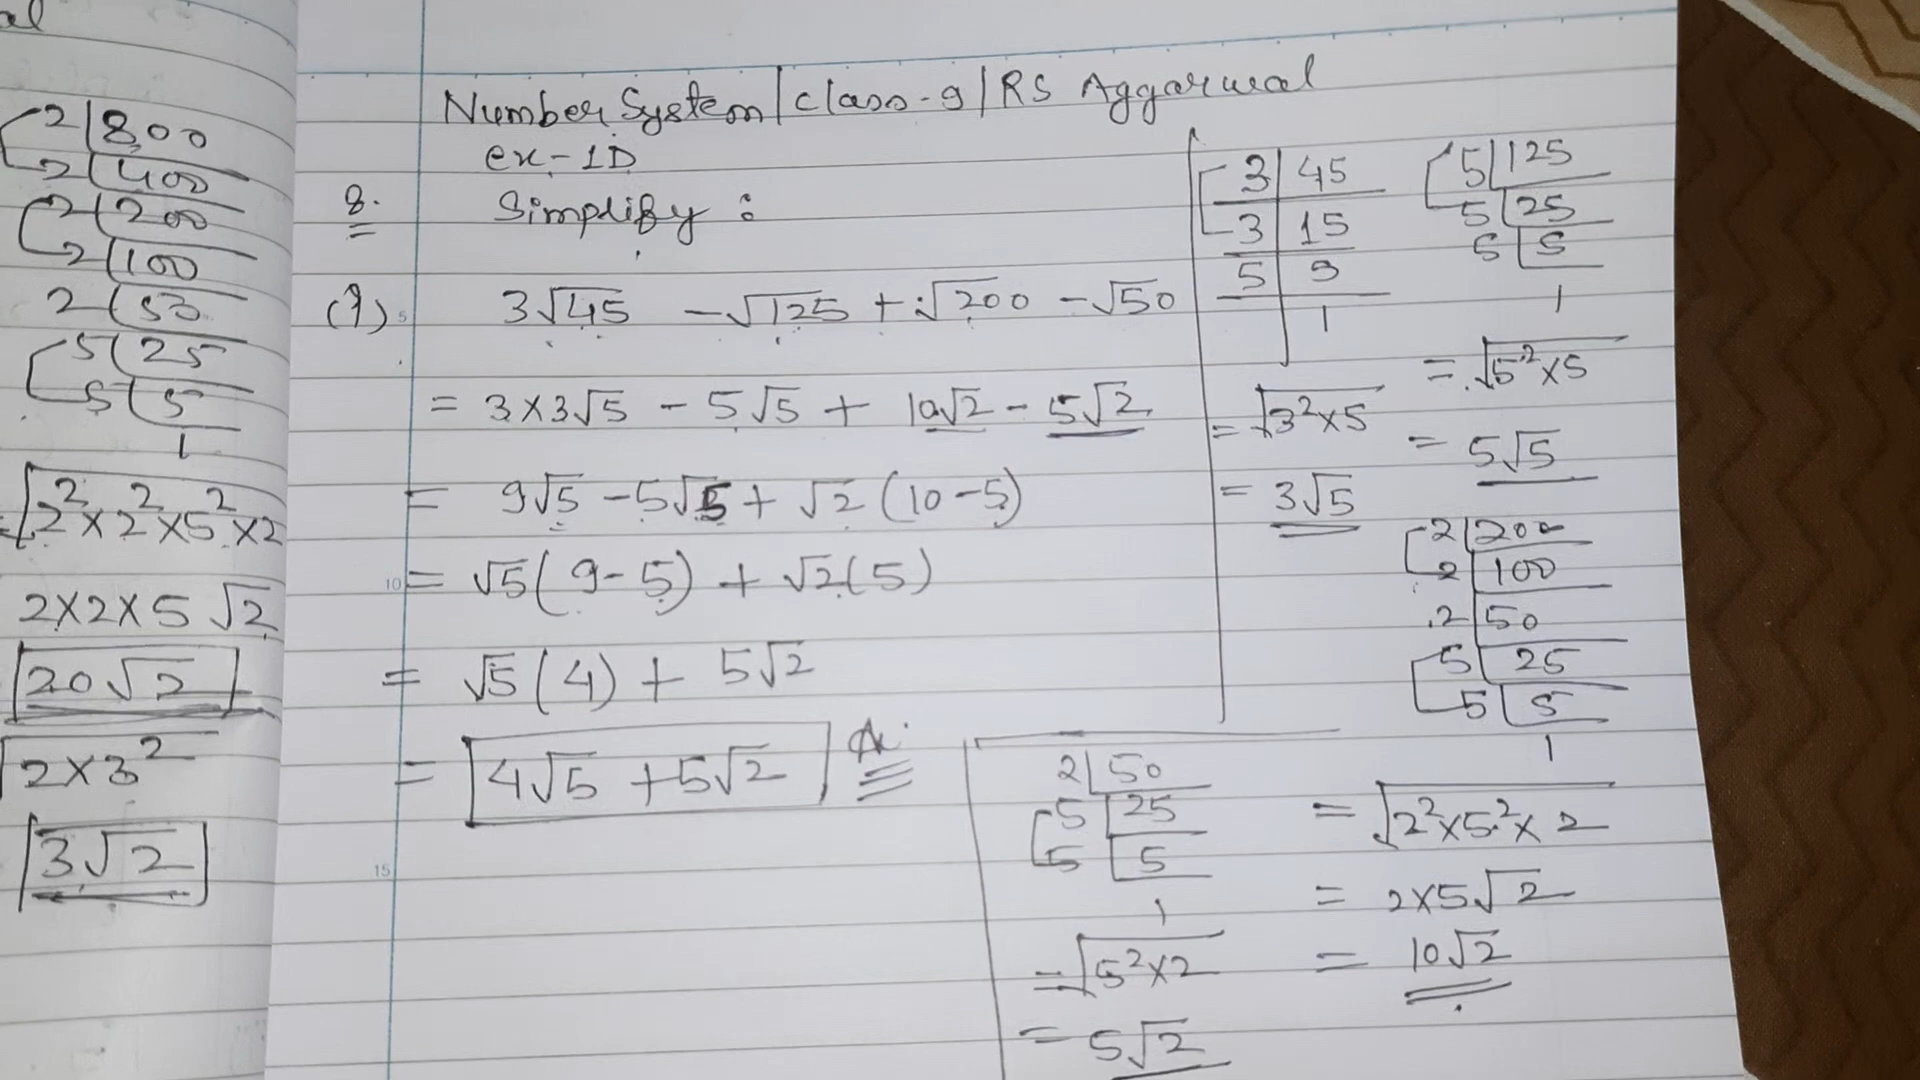 al
2 | 800
2 | 400
2 | 200
2 | 100
2 | 50
5 | 25
5 | 5
1
= √2² × 2² × 5² × 2
2 × 2 × 5 √2
20√2
√2 × 3²
3√2
Number System | Class-9 | RS Aggarwal
ex-1D
8. Simplify :
3√45 - √125 + √200 - √50
= 3 × 3√5 - 5√5 + 10√2 - 5√2
= 9√5 - 5√5 + √2 (10 - 5)
10 = √5 (9 - 5) + √2 (5)
= √5 (4) + 5√2
= 4√5 + 5√2
5
15
3 | 45
3 | 15
5 | 5
1
= √3² × 5
= 3√5
5 | 125
5 | 25
5 | 5
1
= √5² × 5
= 5√5
2 | 200
2 | 100
2 | 50
5 | 25
5 | 5
1
= √2² × 5² × 2
= 2 × 5√2
= 10√2
2 | 50
5 | 25
5 | 5
1
= √5² × 2
= 5√2